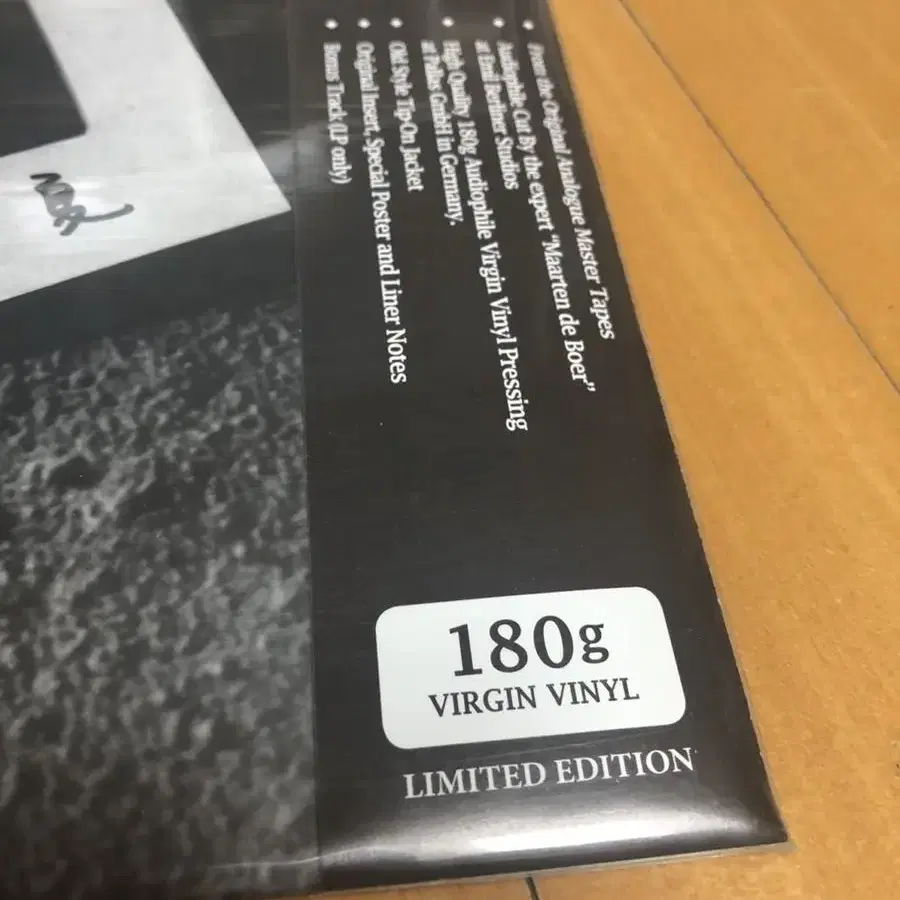 • From the Original Analogue Master Tapes
• Audiophile Cut By the expert "Maarten de Boer"
at Emil Berliner Studios
• High Quality 180g Audiophile Virgin Vinyl Pressing
at Pallas GmbH in Germany.
• Old Style Tip-On Jacket
• Original Insert, Special Poster and Liner Notes
• Bonus Track (LP only)
180g
VIRGIN VINYL
LIMITED EDITION